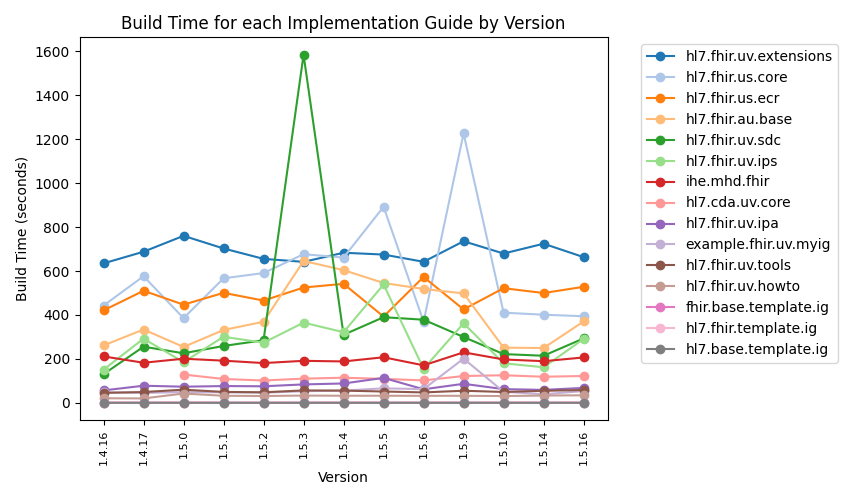 Build Time for each Implementation Guide by Version
Build Time (seconds)
1600
1400
1200
1000
800
600
400
200
0
1.4.16
1.4.17
1.5.0
1.5.1
1.5.2
1.5.3
1.5.4
1.5.5
1.5.6
1.5.9
1.5.10
1.5.14
1.5.16
Version
hl7.fhir.uv.extensions
hl7.fhir.us.core
hl7.fhir.us.ecr
hl7.fhir.au.base
hl7.fhir.uv.sdc
hl7.fhir.uv.ips
ihe.mhd.fhir
hl7.cda.uv.core
hl7.fhir.uv.ipa
example.fhir.uv.myig
hl7.fhir.uv.tools
hl7.fhir.uv.howto
fhir.base.template.ig
hl7.fhir.template.ig
hl7.base.template.ig